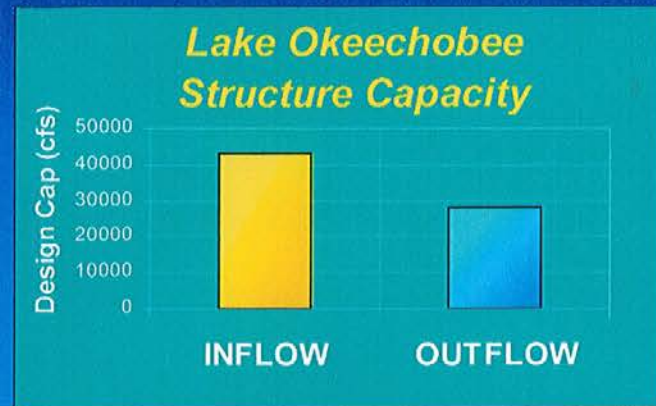 Lake Okeechobee
Structure Capacity
Design Cap (cfs)
50000
40000
30000
20000
10000
0
INFLOW OUTFLOW